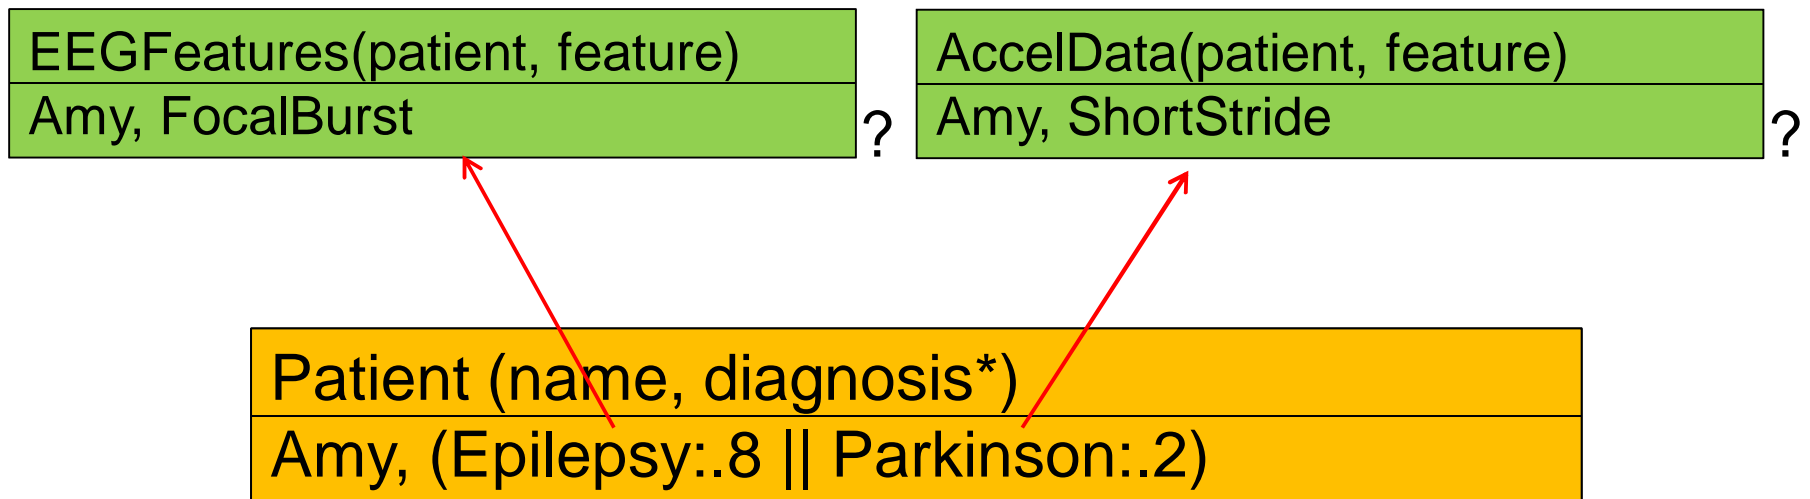 EEGFeatures(patient, feature)
Amy, FocalBurst
?
AccelData(patient, feature)
Amy, ShortStride
?
Patient (name, diagnosis*)
Amy, (Epilepsy:.8 || Parkinson:.2)